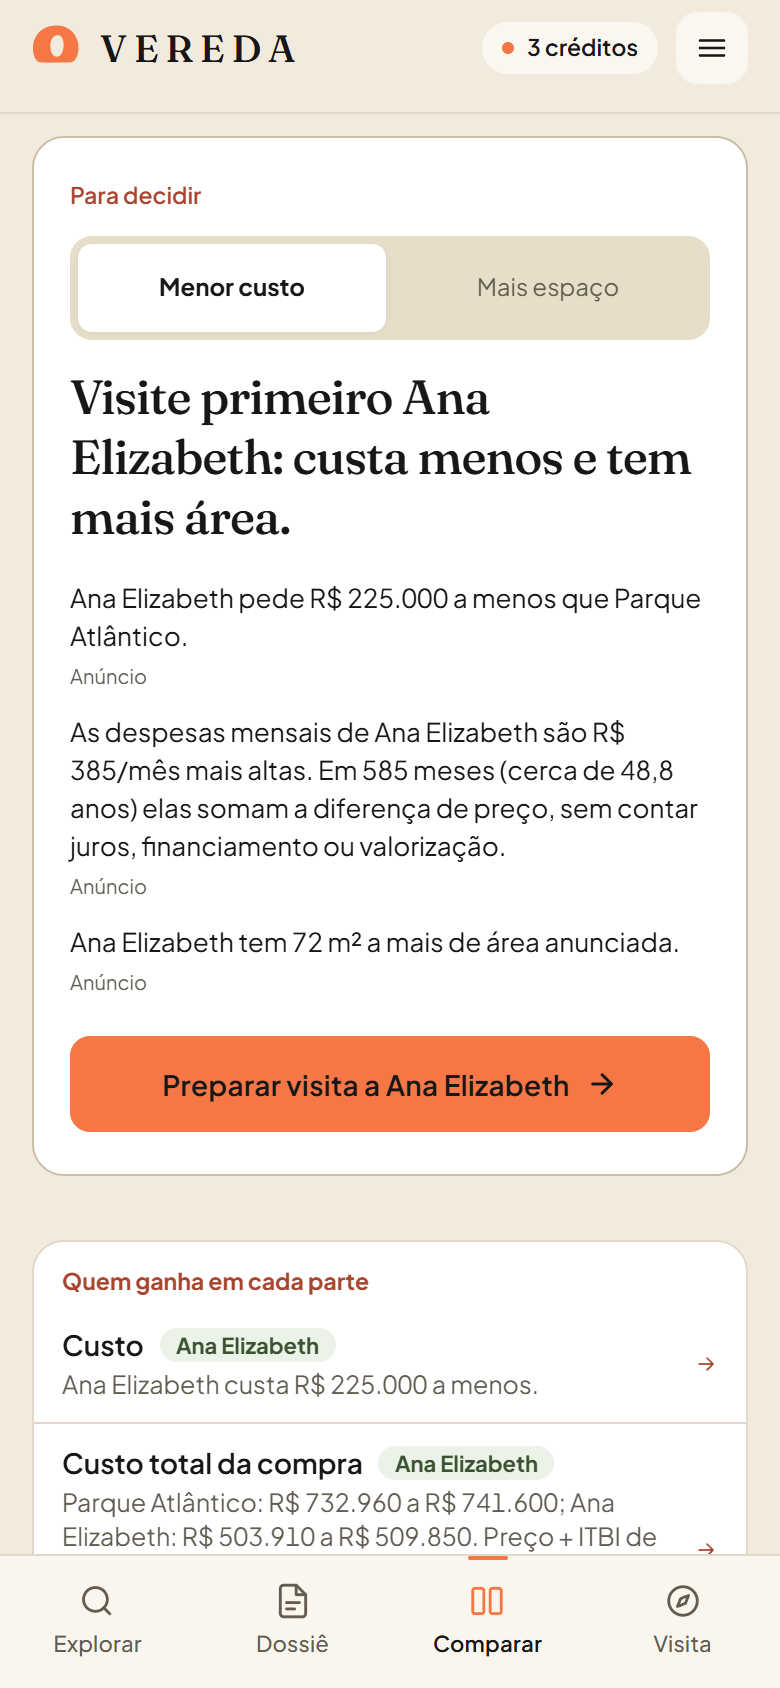 VEREDA
3 créditos
Para decidir
Menor custo
Mais espaço
Visite primeiro Ana
Elizabeth: custa menos e tem
mais área.
Ana Elizabeth pede R$ 225.000 a menos que Parque
Atlântico.
Anúncio
As despesas mensais de Ana Elizabeth são R$
385/mês mais altas. Em 585 meses (cerca de 48,8
anos) elas somam a diferença de preço, sem contar
juros, financiamento ou valorização.
Anúncio
Ana Elizabeth tem 72 m² a mais de área anunciada.
Anúncio
Preparar visita a Ana Elizabeth →
Quem ganha em cada parte
Custo Ana Elizabeth
Ana Elizabeth custa R$ 225.000 a menos.
→
Custo total da compra Ana Elizabeth
Parque Atlântico: R$ 732.960 a R$ 741.600; Ana
Elizabeth: R$ 503.910 a R$ 509.850. Preço + ITBI de
→
Explorar
Dossiê
Comparar
Visita